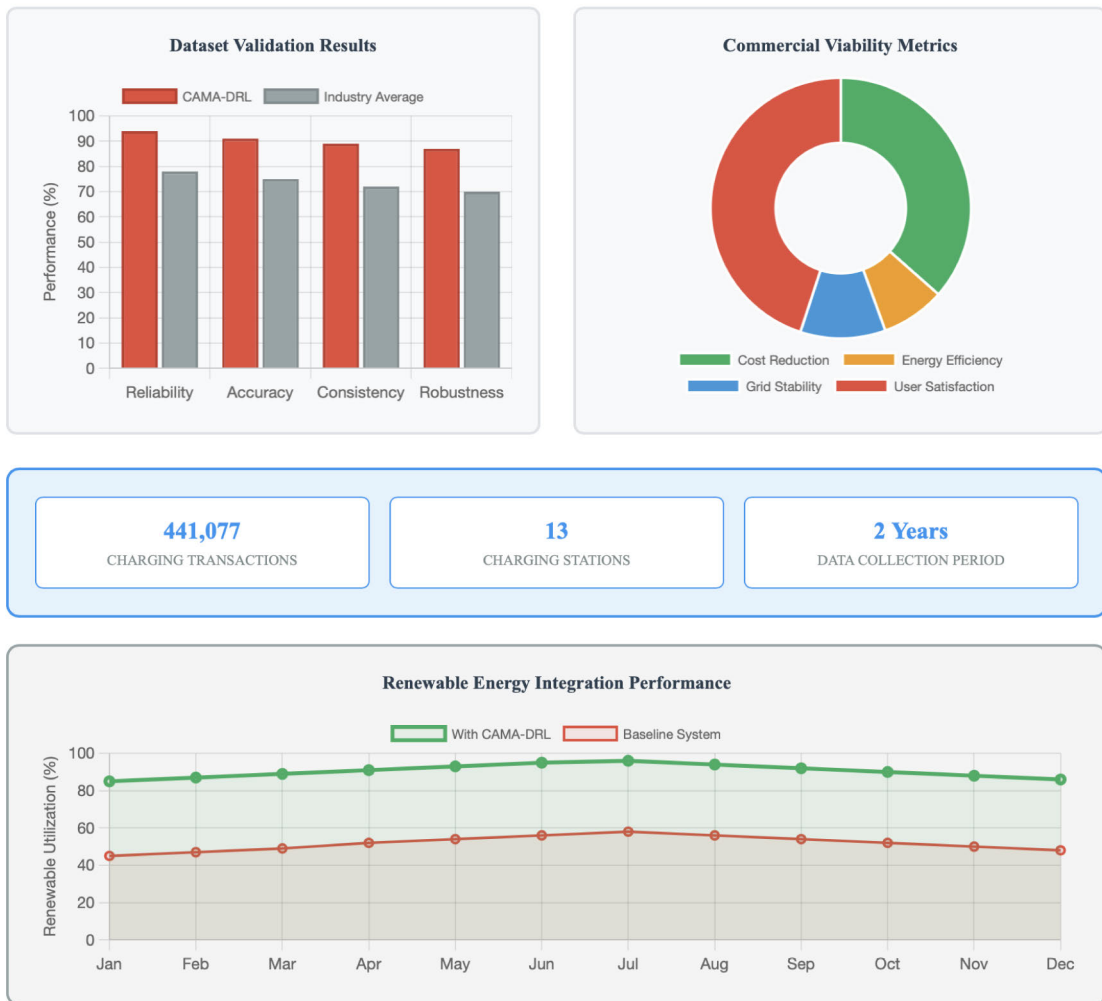 Dataset Validation Results
CAMA-DRL Industry Average
Performance (%)
100
90
80
70
60
50
40
30
20
10
0
Reliability Accuracy Consistency Robustness
Commercial Viability Metrics
Cost Reduction Energy Efficiency
Grid Stability User Satisfaction
441,077
CHARGING TRANSACTIONS
13
CHARGING STATIONS
2 Years
DATA COLLECTION PERIOD
Renewable Energy Integration Performance
With CAMA-DRL Baseline System
Renewable Utilization (%)
100
80
60
40
20
0
Jan Feb Mar Apr May Jun Jul Aug Sep Oct Nov Dec